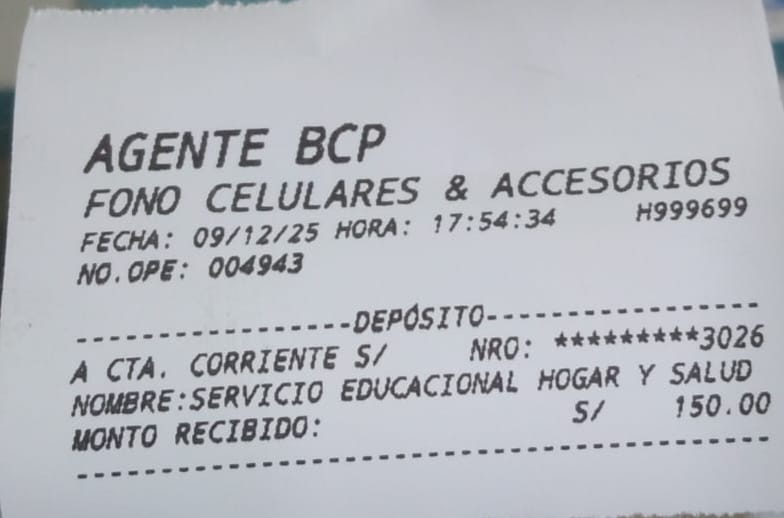 AGENTE BCP
FONO CELULARES & ACCESORIOS
FECHA: 09/12/25 HORA: 17:54:34 H999699
NO.OPE: 004943
-----------------DEPÓSITO-----------------
A CTA. CORRIENTE S/ NRO: *********3026
NOMBRE:SERVICIO EDUCACIONAL HOGAR Y SALUD
MONTO RECIBIDO: S/ 150.00
------------------------------------------